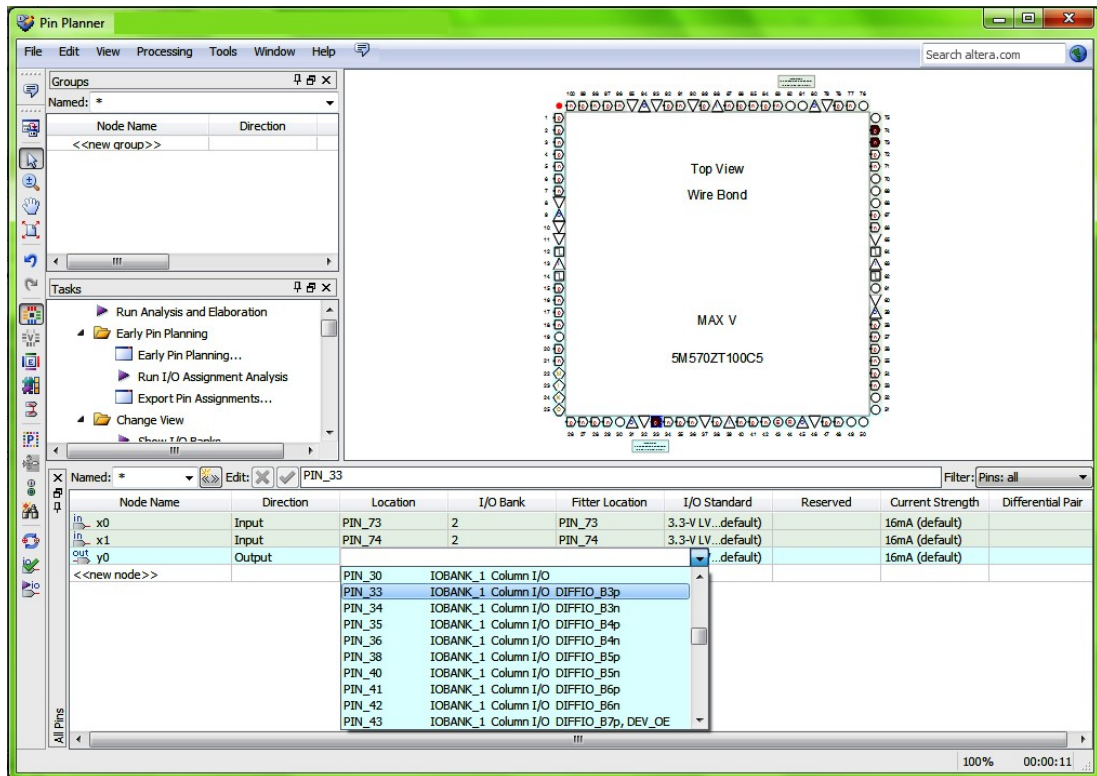 Pin Planner
File Edit View Processing Tools Window Help
Search altera.com
Groups
Named: *
Node Name Direction
<<new group>>
Tasks
Run Analysis and Elaboration
Early Pin Planning
Early Pin Planning...
Run I/O Assignment Analysis
Export Pin Assignments...
Change View
Show I/O Banks
Top View
Wire Bond
MAX V
5M570ZT100C5
Named: * Edit: PIN_33 Filter: Pins: all
Node Name Direction Location I/O Bank Fitter Location I/O Standard Reserved Current Strength Differential Pair
x0 Input PIN_73 2 PIN_73 3.3-V LV...default) 16mA (default)
x1 Input PIN_74 2 PIN_74 3.3-V LV...default) 16mA (default)
y0 Output ...default) 16mA (default)
<<new node>>
PIN_30 IOBANK_1 Column I/O
PIN_33 IOBANK_1 Column I/O DIFFIO_B3p
PIN_34 IOBANK_1 Column I/O DIFFIO_B3n
PIN_35 IOBANK_1 Column I/O DIFFIO_B4p
PIN_36 IOBANK_1 Column I/O DIFFIO_B4n
PIN_38 IOBANK_1 Column I/O DIFFIO_B5p
PIN_40 IOBANK_1 Column I/O DIFFIO_B5n
PIN_41 IOBANK_1 Column I/O DIFFIO_B6p
PIN_42 IOBANK_1 Column I/O DIFFIO_B6n
PIN_43 IOBANK_1 Column I/O DIFFIO_B7p, DEV_OE
All Pins
100% 00:00:11